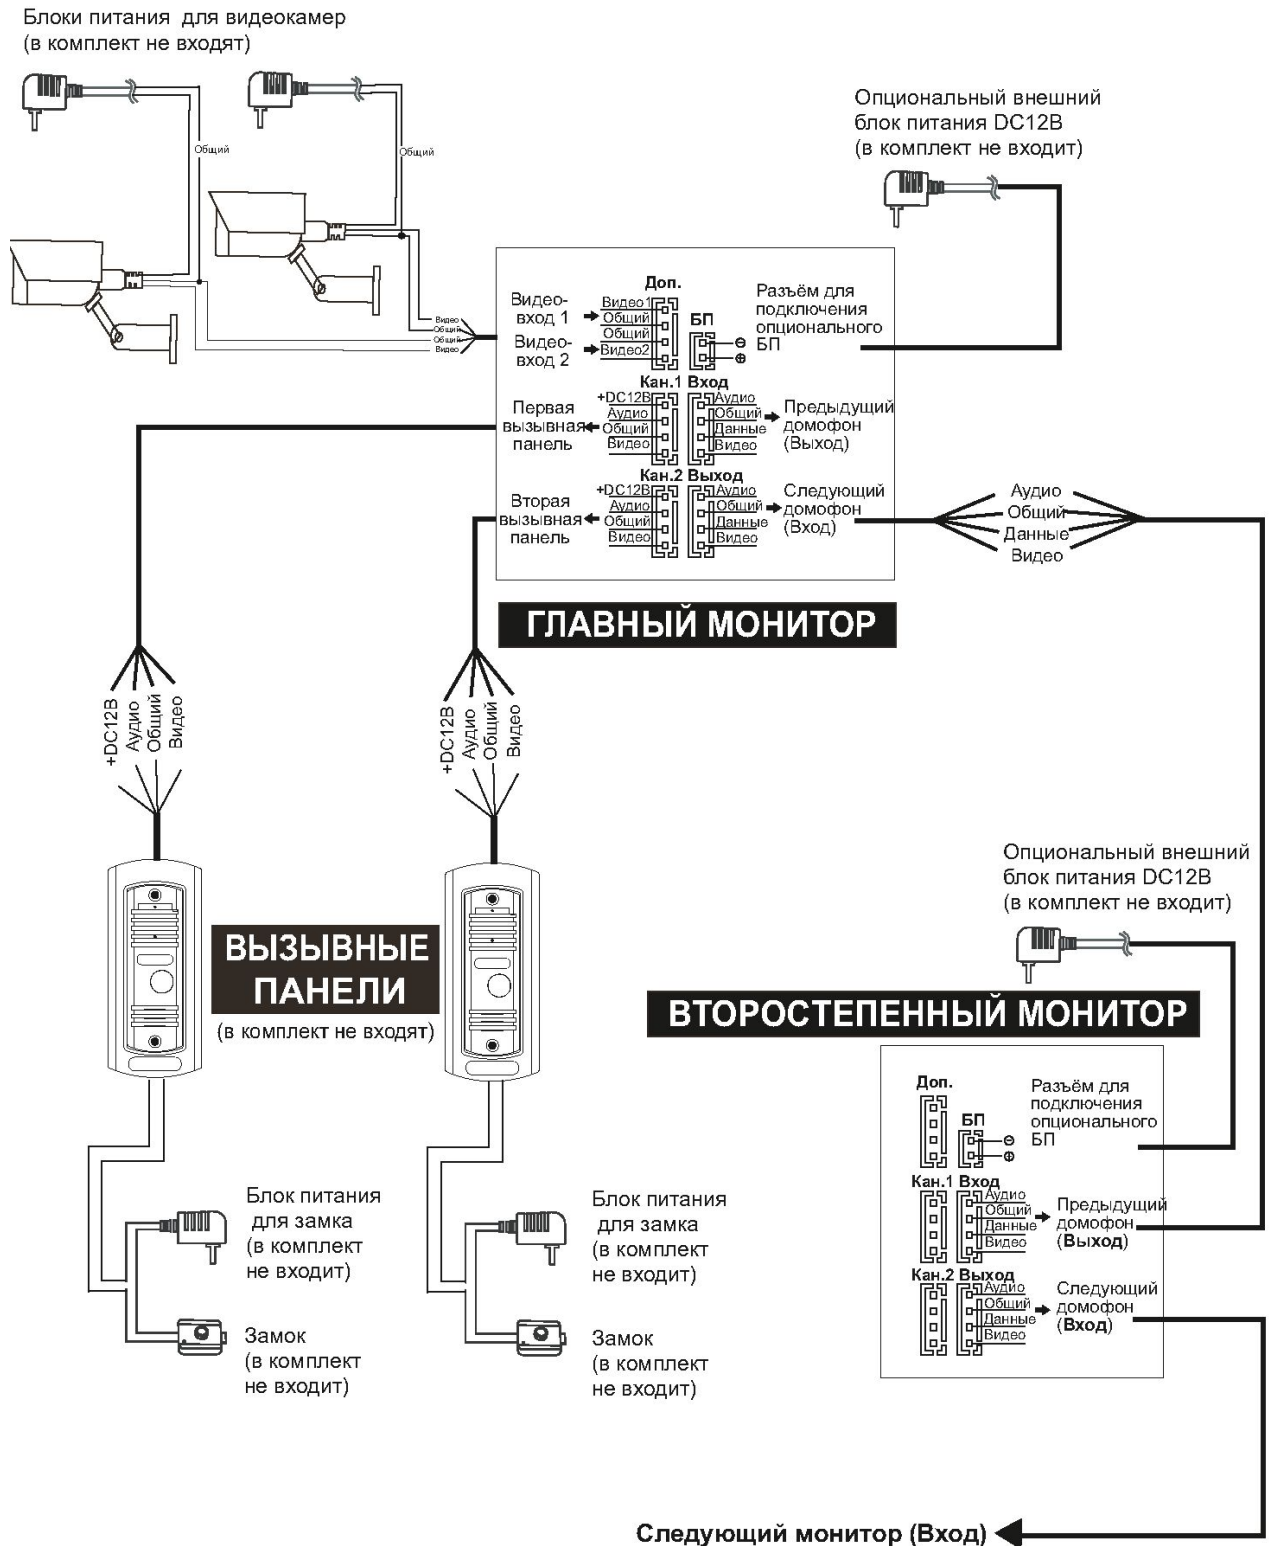 Блоки питания для видеокамер
(в комплект не входят)
Общий
Общий
Опциональный внешний
блок питания DC12В
(в комплект не входит)
Видео
Общий
Общий
Видео
Доп.
Видео-
вход 1
Видео-
вход 2
Видео1
Общий
Общий
Видео2
БП
Разъём для
подключения
опционального
БП
Кан.1 Вход
Первая
вызывная
панель
+DC12В
Аудио
Общий
Видео
Аудио
Общий
Данные
Видео
Предыдущий
домофон
(Выход)
Кан.2 Выход
Вторая
вызывная
панель
+DC12В
Аудио
Общий
Видео
Аудио
Общий
Данные
Видео
Следующий
домофон
(Вход)
Аудио
Общий
Данные
Видео
ГЛАВНЫЙ МОНИТОР
+DC12В
Аудио
Общий
Видео
+DC12В
Аудио
Общий
Видео
ВЫЗЫВНЫЕ
ПАНЕЛИ
(в комплект не входят)
Опциональный внешний
блок питания DC12В
(в комплект не входит)
ВТОРОСТЕПЕННЫЙ МОНИТОР
Доп.
БП
Разъём для
подключения
опционального
БП
Кан.1 Вход
Аудио
Общий
Данные
Видео
Предыдущий
домофон
(Выход)
Кан.2 Выход
Аудио
Общий
Данные
Видео
Следующий
домофон
(Вход)
Блок питания
для замка
(в комплект
не входит)
Замок
(в комплект
не входит)
Блок питания
для замка
(в комплект
не входит)
Замок
(в комплект
не входит)
Следующий монитор (Вход)